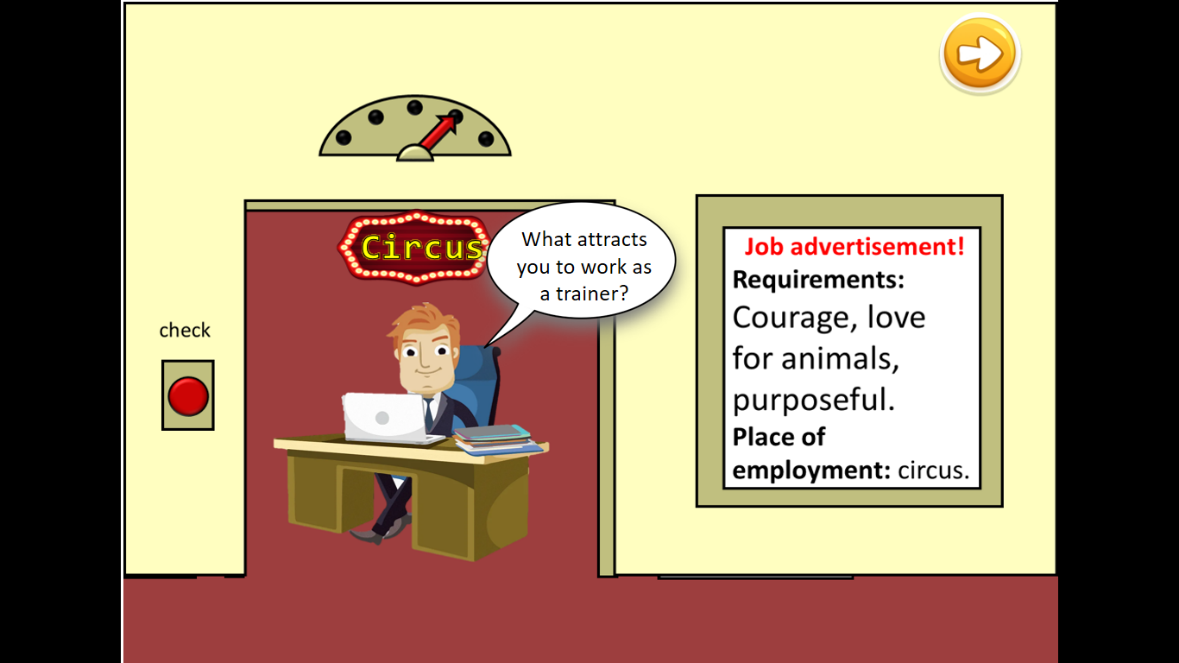 Circus
What attracts
you to work as
a trainer?
check
Job advertisement!
Requirements:
Courage, love
for animals,
purposeful.
Place of
employment: circus.